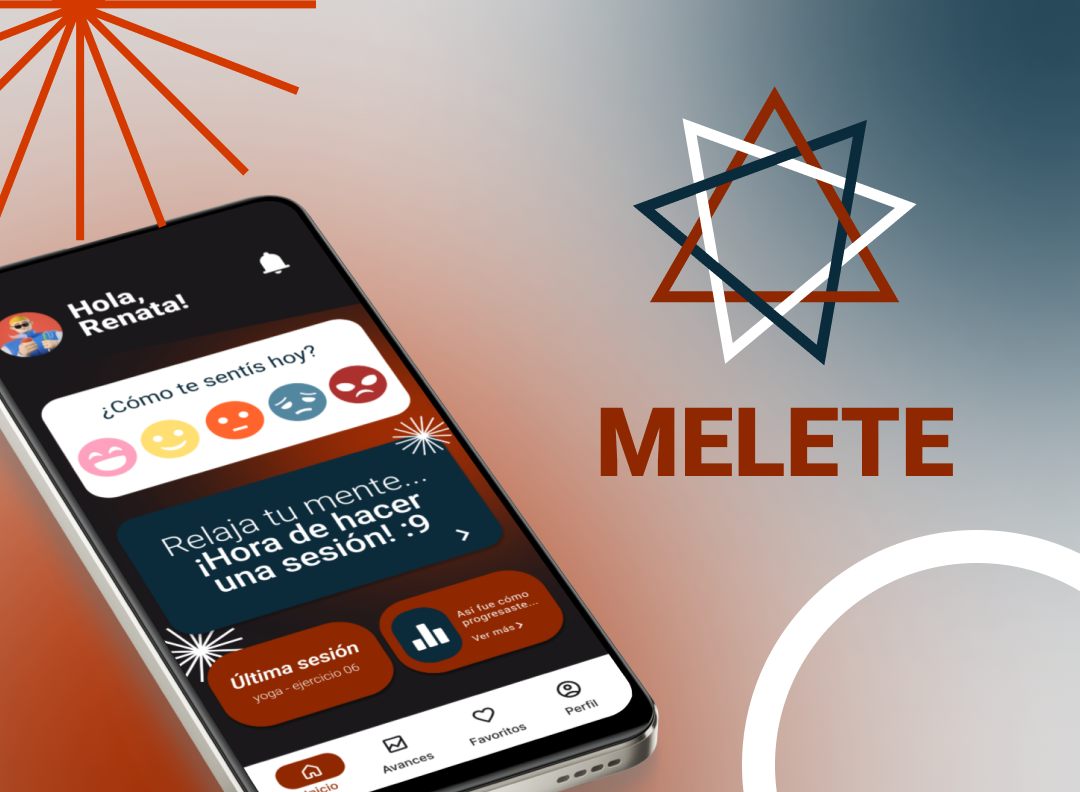 Hola,
Renata!
¿Cómo te sentís hoy?
Relaja tu mente...
¡Hora de hacer
una sesión! :9
Última sesión
yoga - ejercicio 06
Así fue cómo
progresaste...
Ver más
Inicio
Avances
Favoritos
Perfil
MELETE